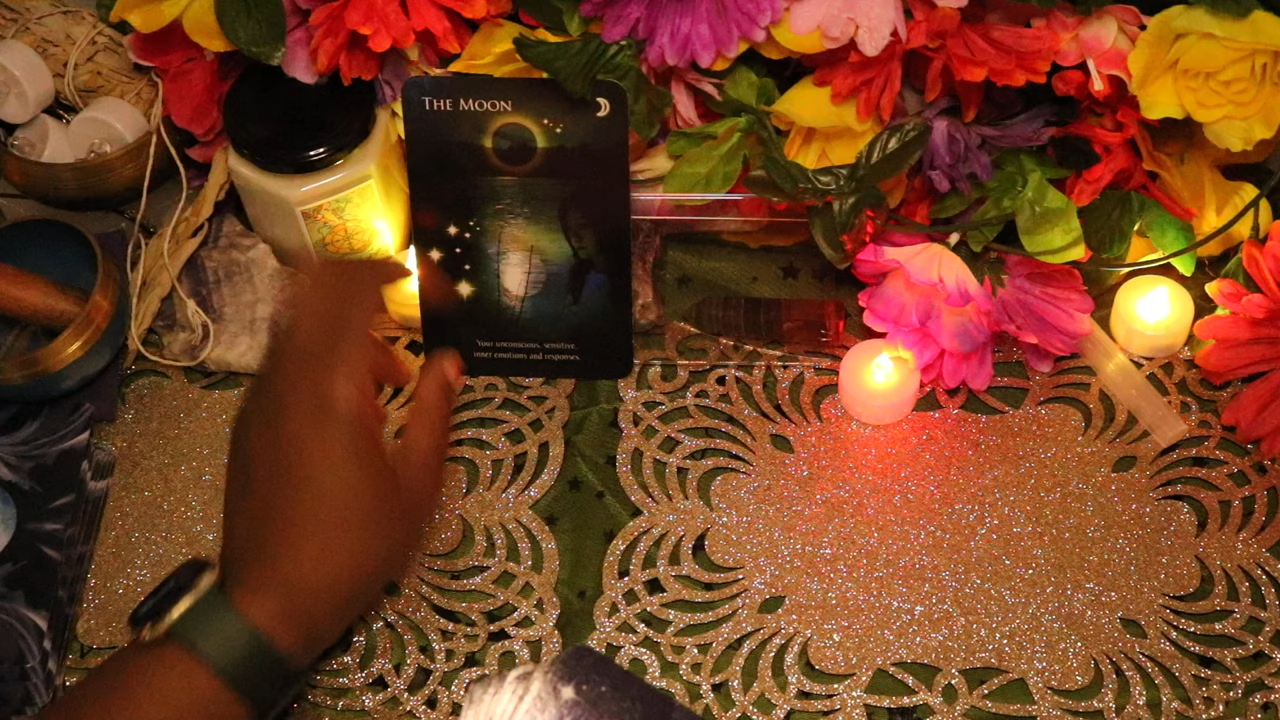 The Moon
Your unconscious, sensitive,
inner emotions and responses.